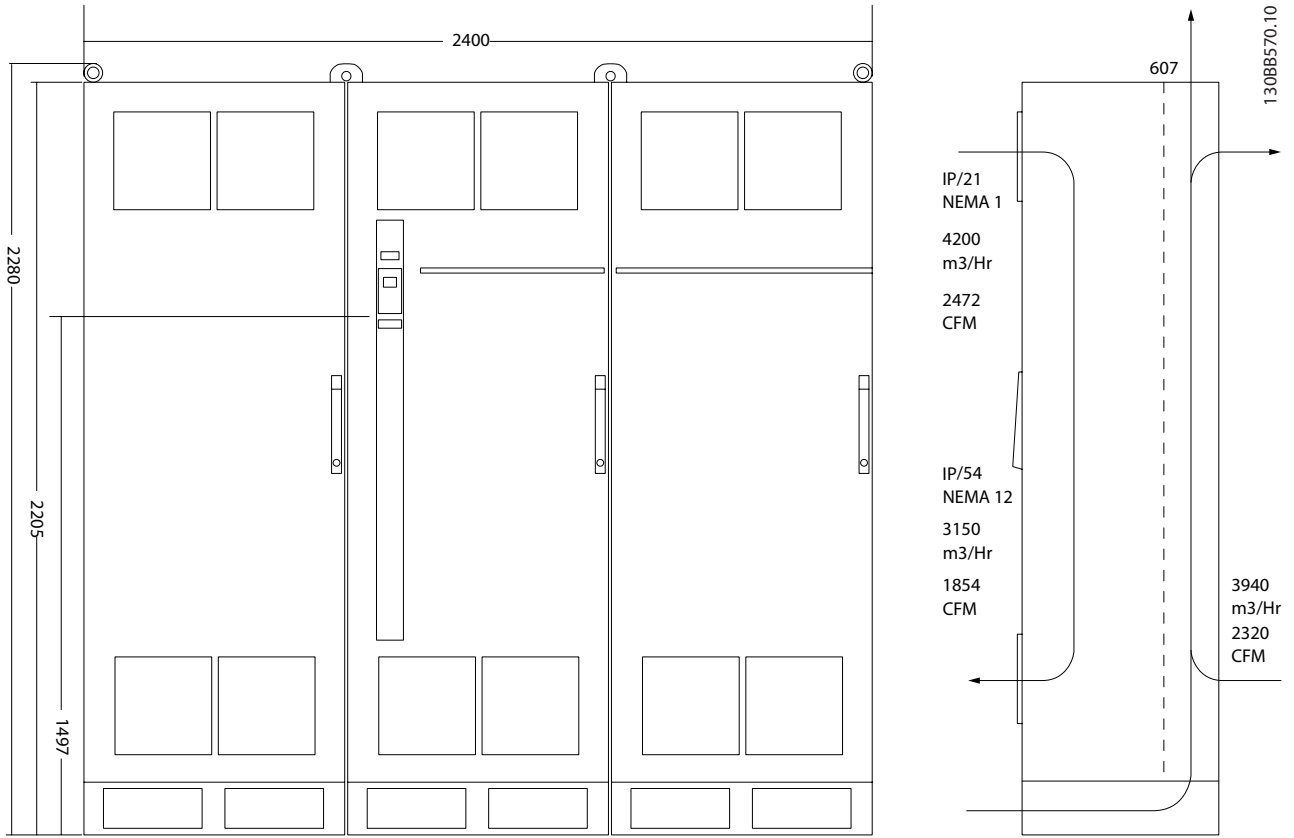 2400
2280
2205
1497
607
130BB570.10
IP/21
NEMA 1
4200
m3/Hr
2472
CFM
IP/54
NEMA 12
3150
m3/Hr
1854
CFM
3940
m3/Hr
2320
CFM